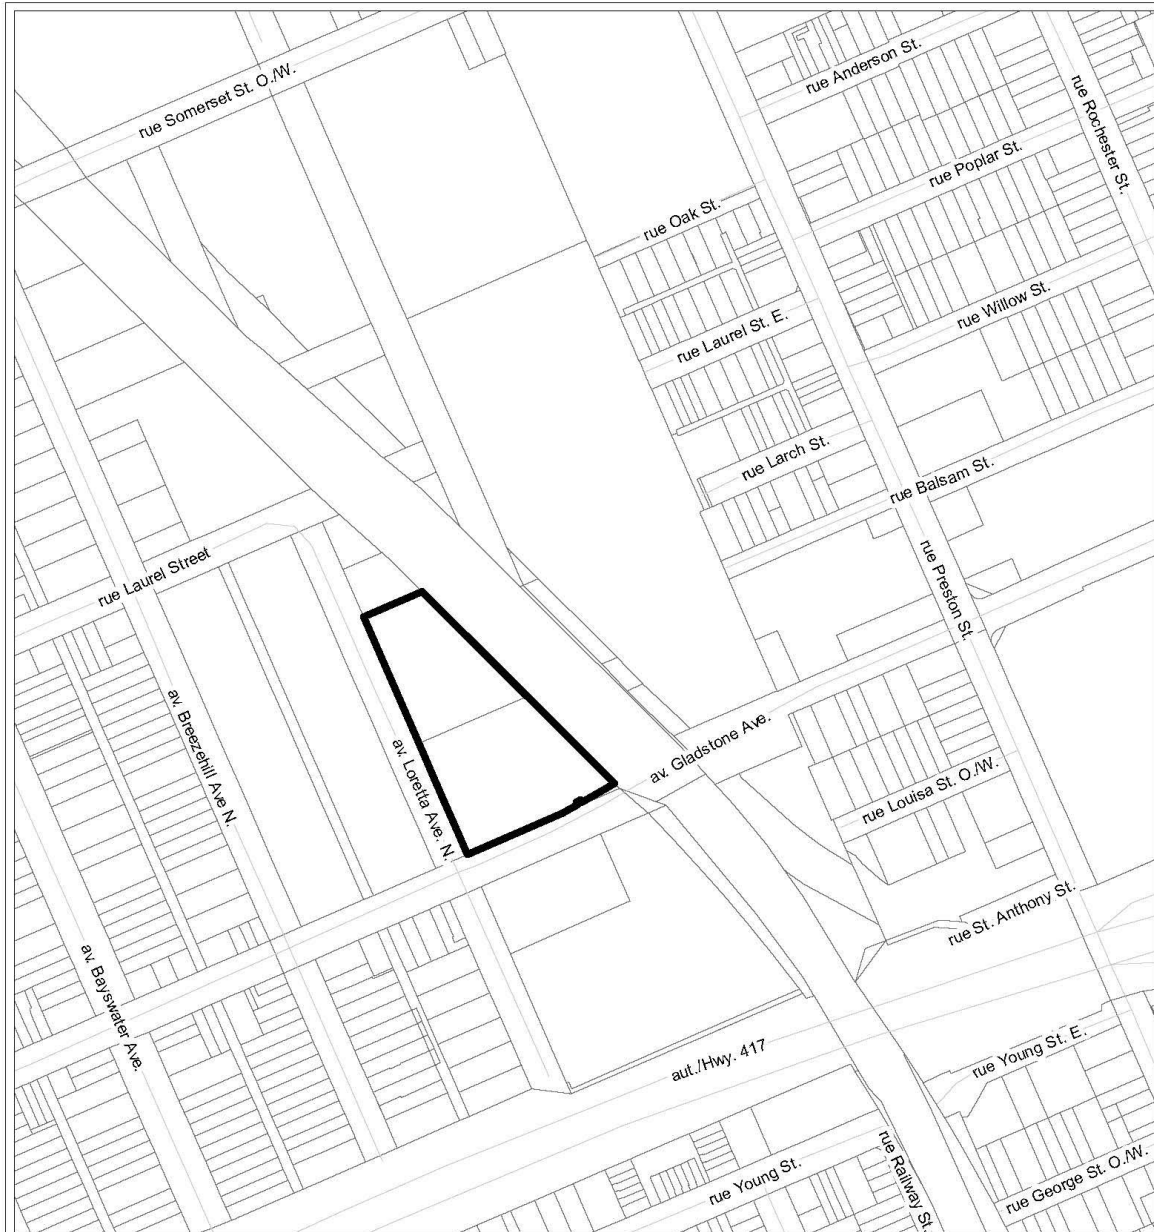 rue Somerset St. O./W.
rue Anderson St.
rue Rochester St.
rue Poplar St.
rue Oak St.
rue Willow St.
rue Laurel St. E.
rue Larch St.
rue Balsam St.
rue Laurel Street
rue Preston St.
av. Breezehill Ave N.
av. Loretta Ave. N.
av. Gladstone Ave.
rue Louisa St. O./W.
rue St. Anthony St.
av. Bayswater Ave.
aut./Hwy. 417
rue Young St. E.
rue Young St.
rue Railway St
rue George St. O./W.